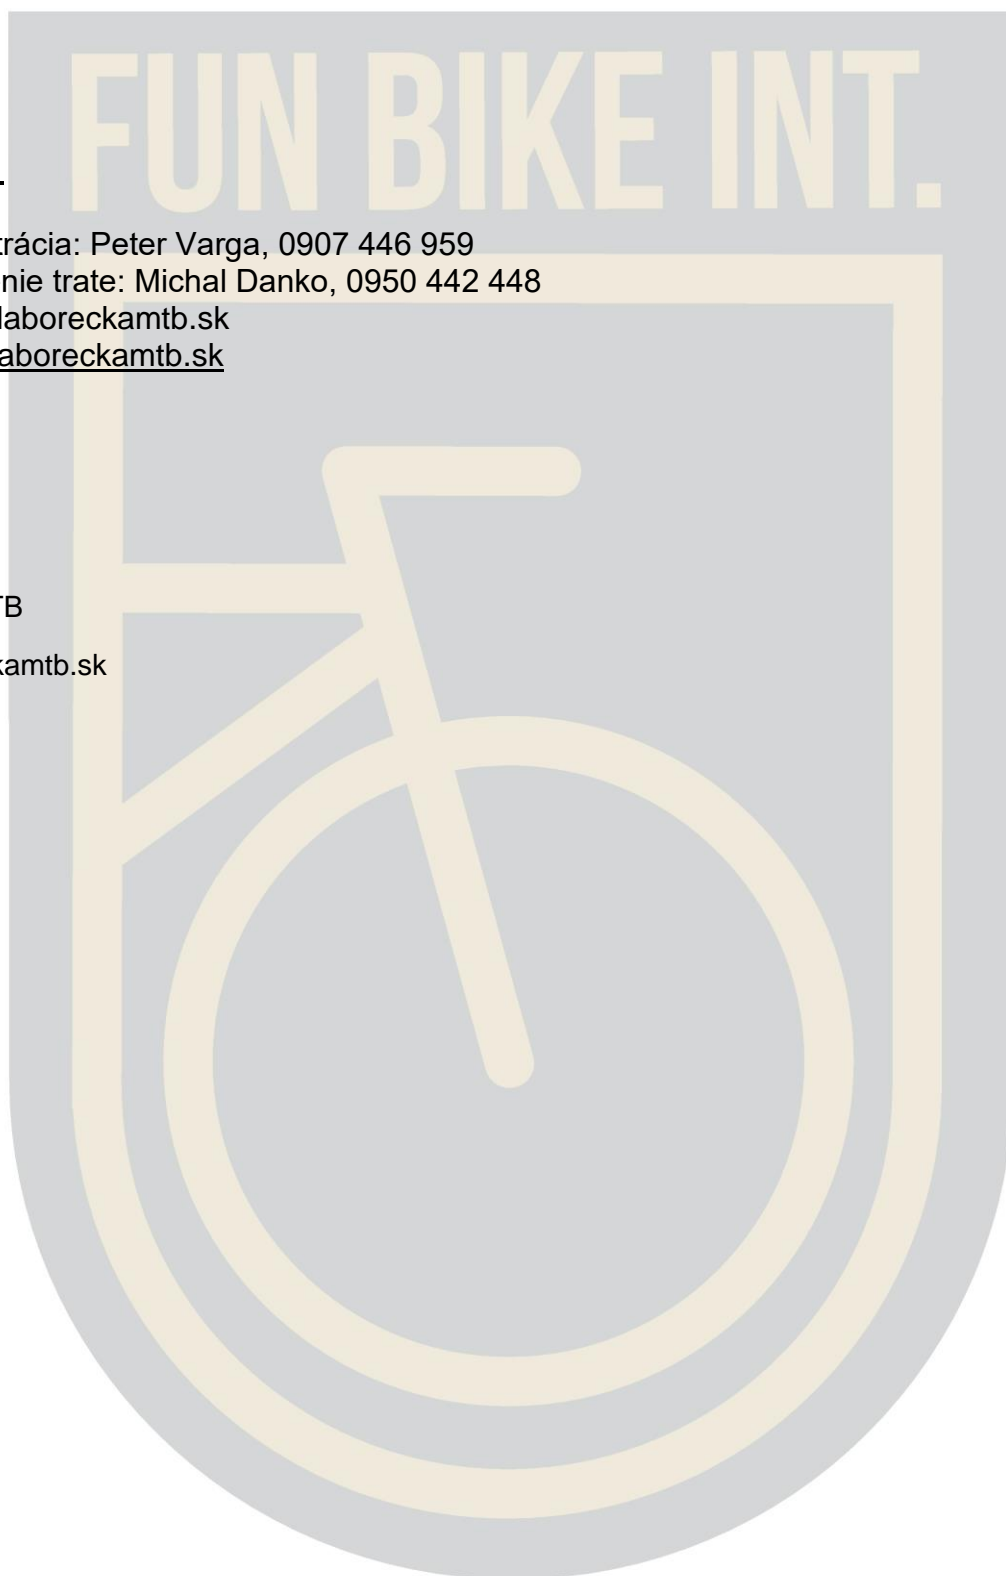 FUN BIKE INT.
trácia: Peter Varga, 0907 446 959
nie trate: Michal Danko, 0950 442 448
laboreckamtb.sk
aboreckamtb.sk
TB
kamtb.sk